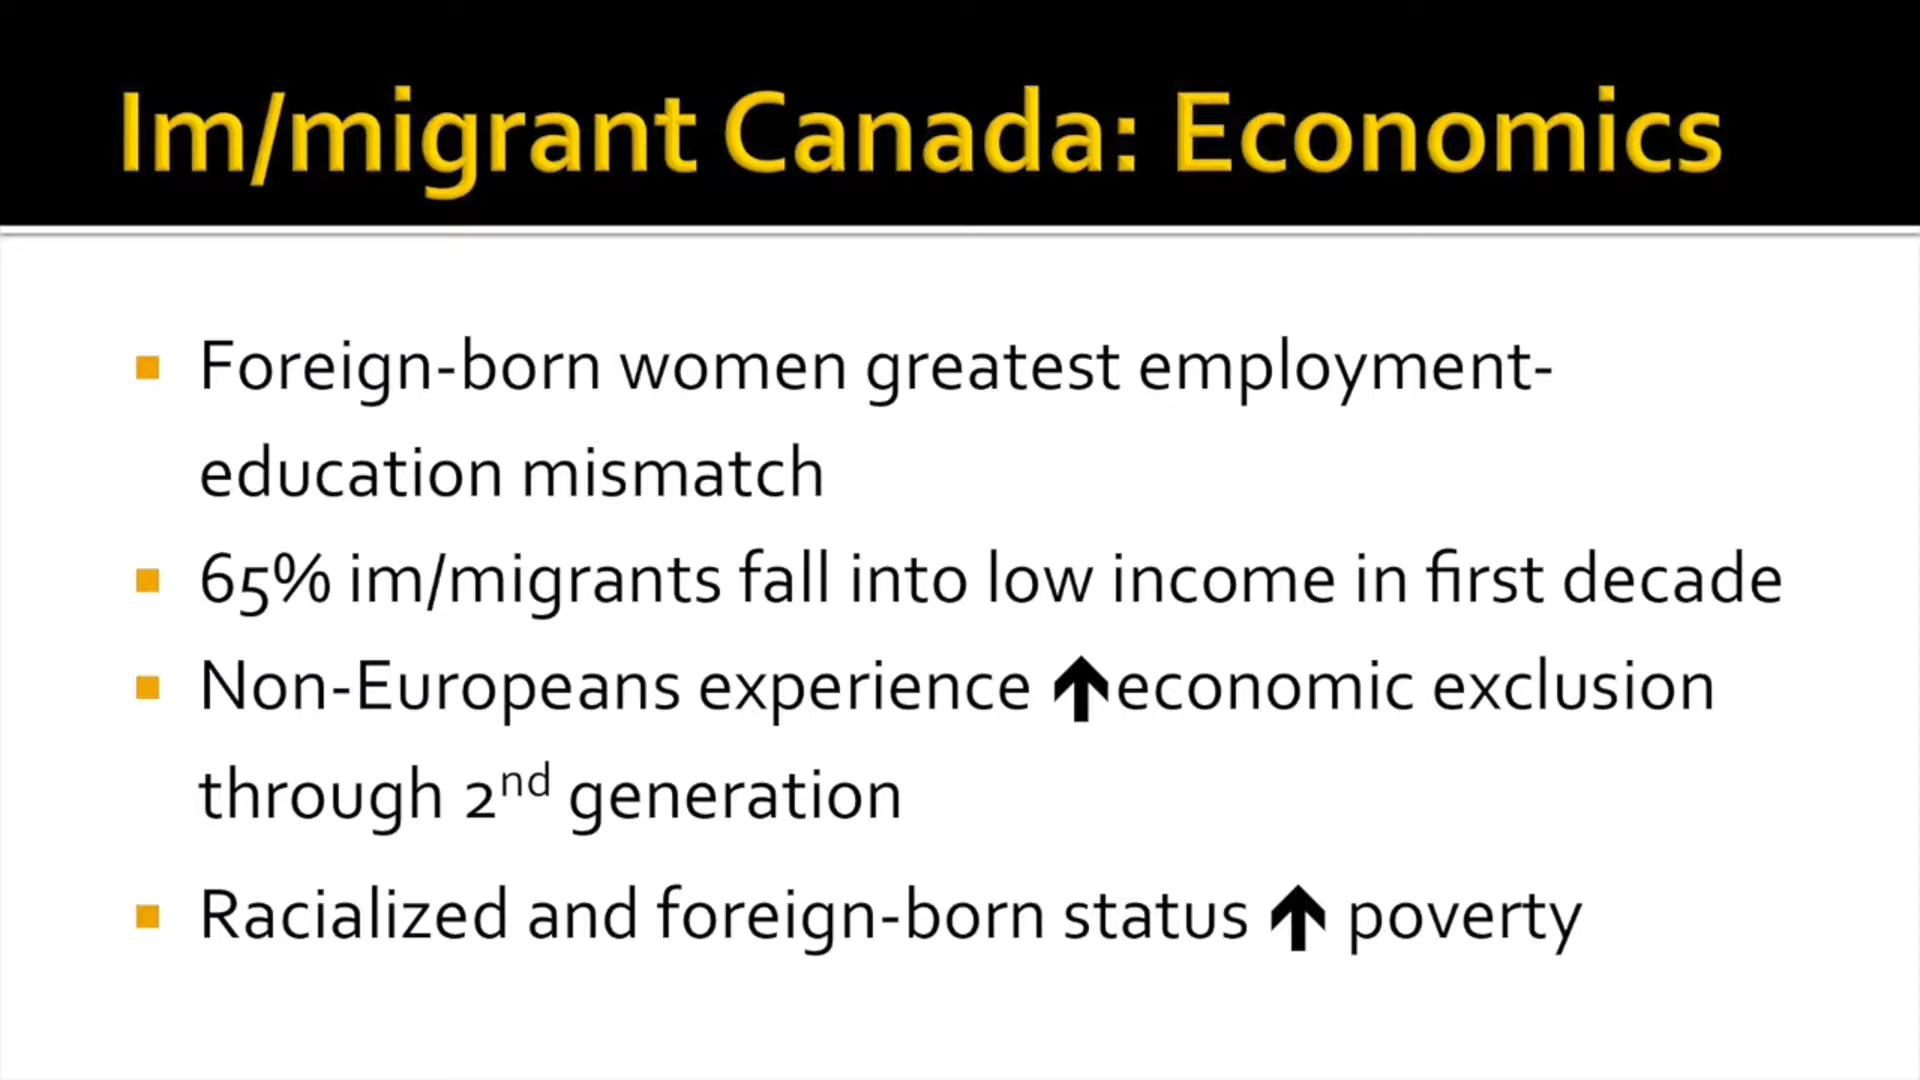 Im/migrant Canada: Economics
▪ Foreign-born women greatest employment-
education mismatch
▪ 65% im/migrants fall into low income in first decade
▪ Non-Europeans experience 🡅economic exclusion
through 2nd generation
▪ Racialized and foreign-born status 🡅 poverty